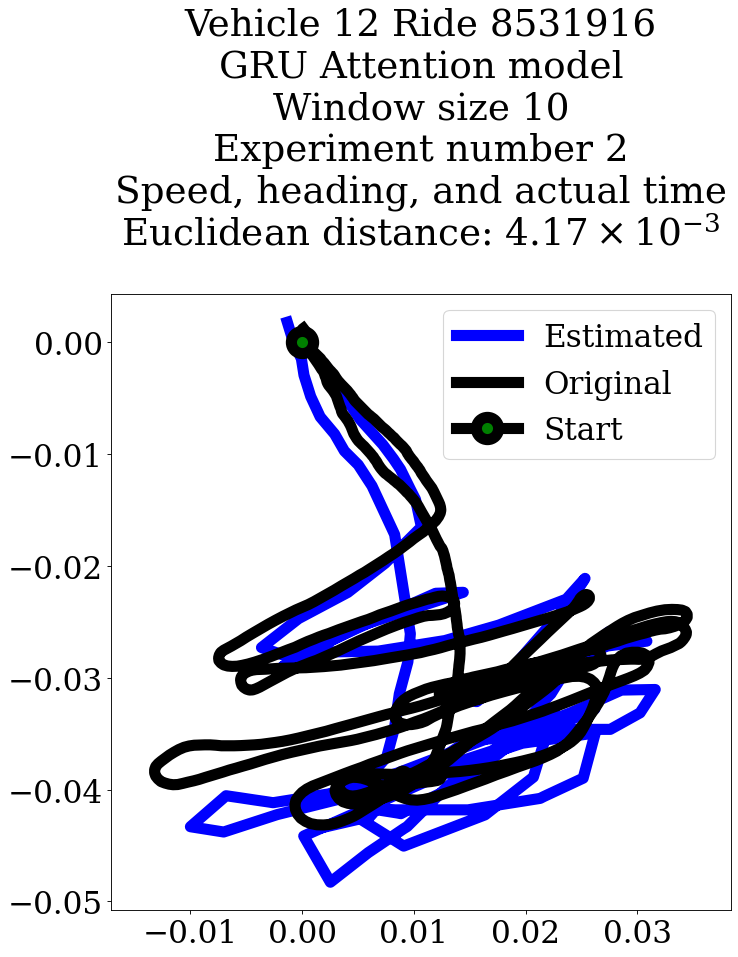 Vehicle 12 Ride 8531916
GRU Attention model
Window size 10
Experiment number 2
Speed, heading, and actual time
Euclidean distance: 4.17 × 10⁻³
Estimated
Original
Start
0.00
−0.01
−0.02
−0.03
−0.04
−0.05
−0.01 0.00 0.01 0.02 0.03